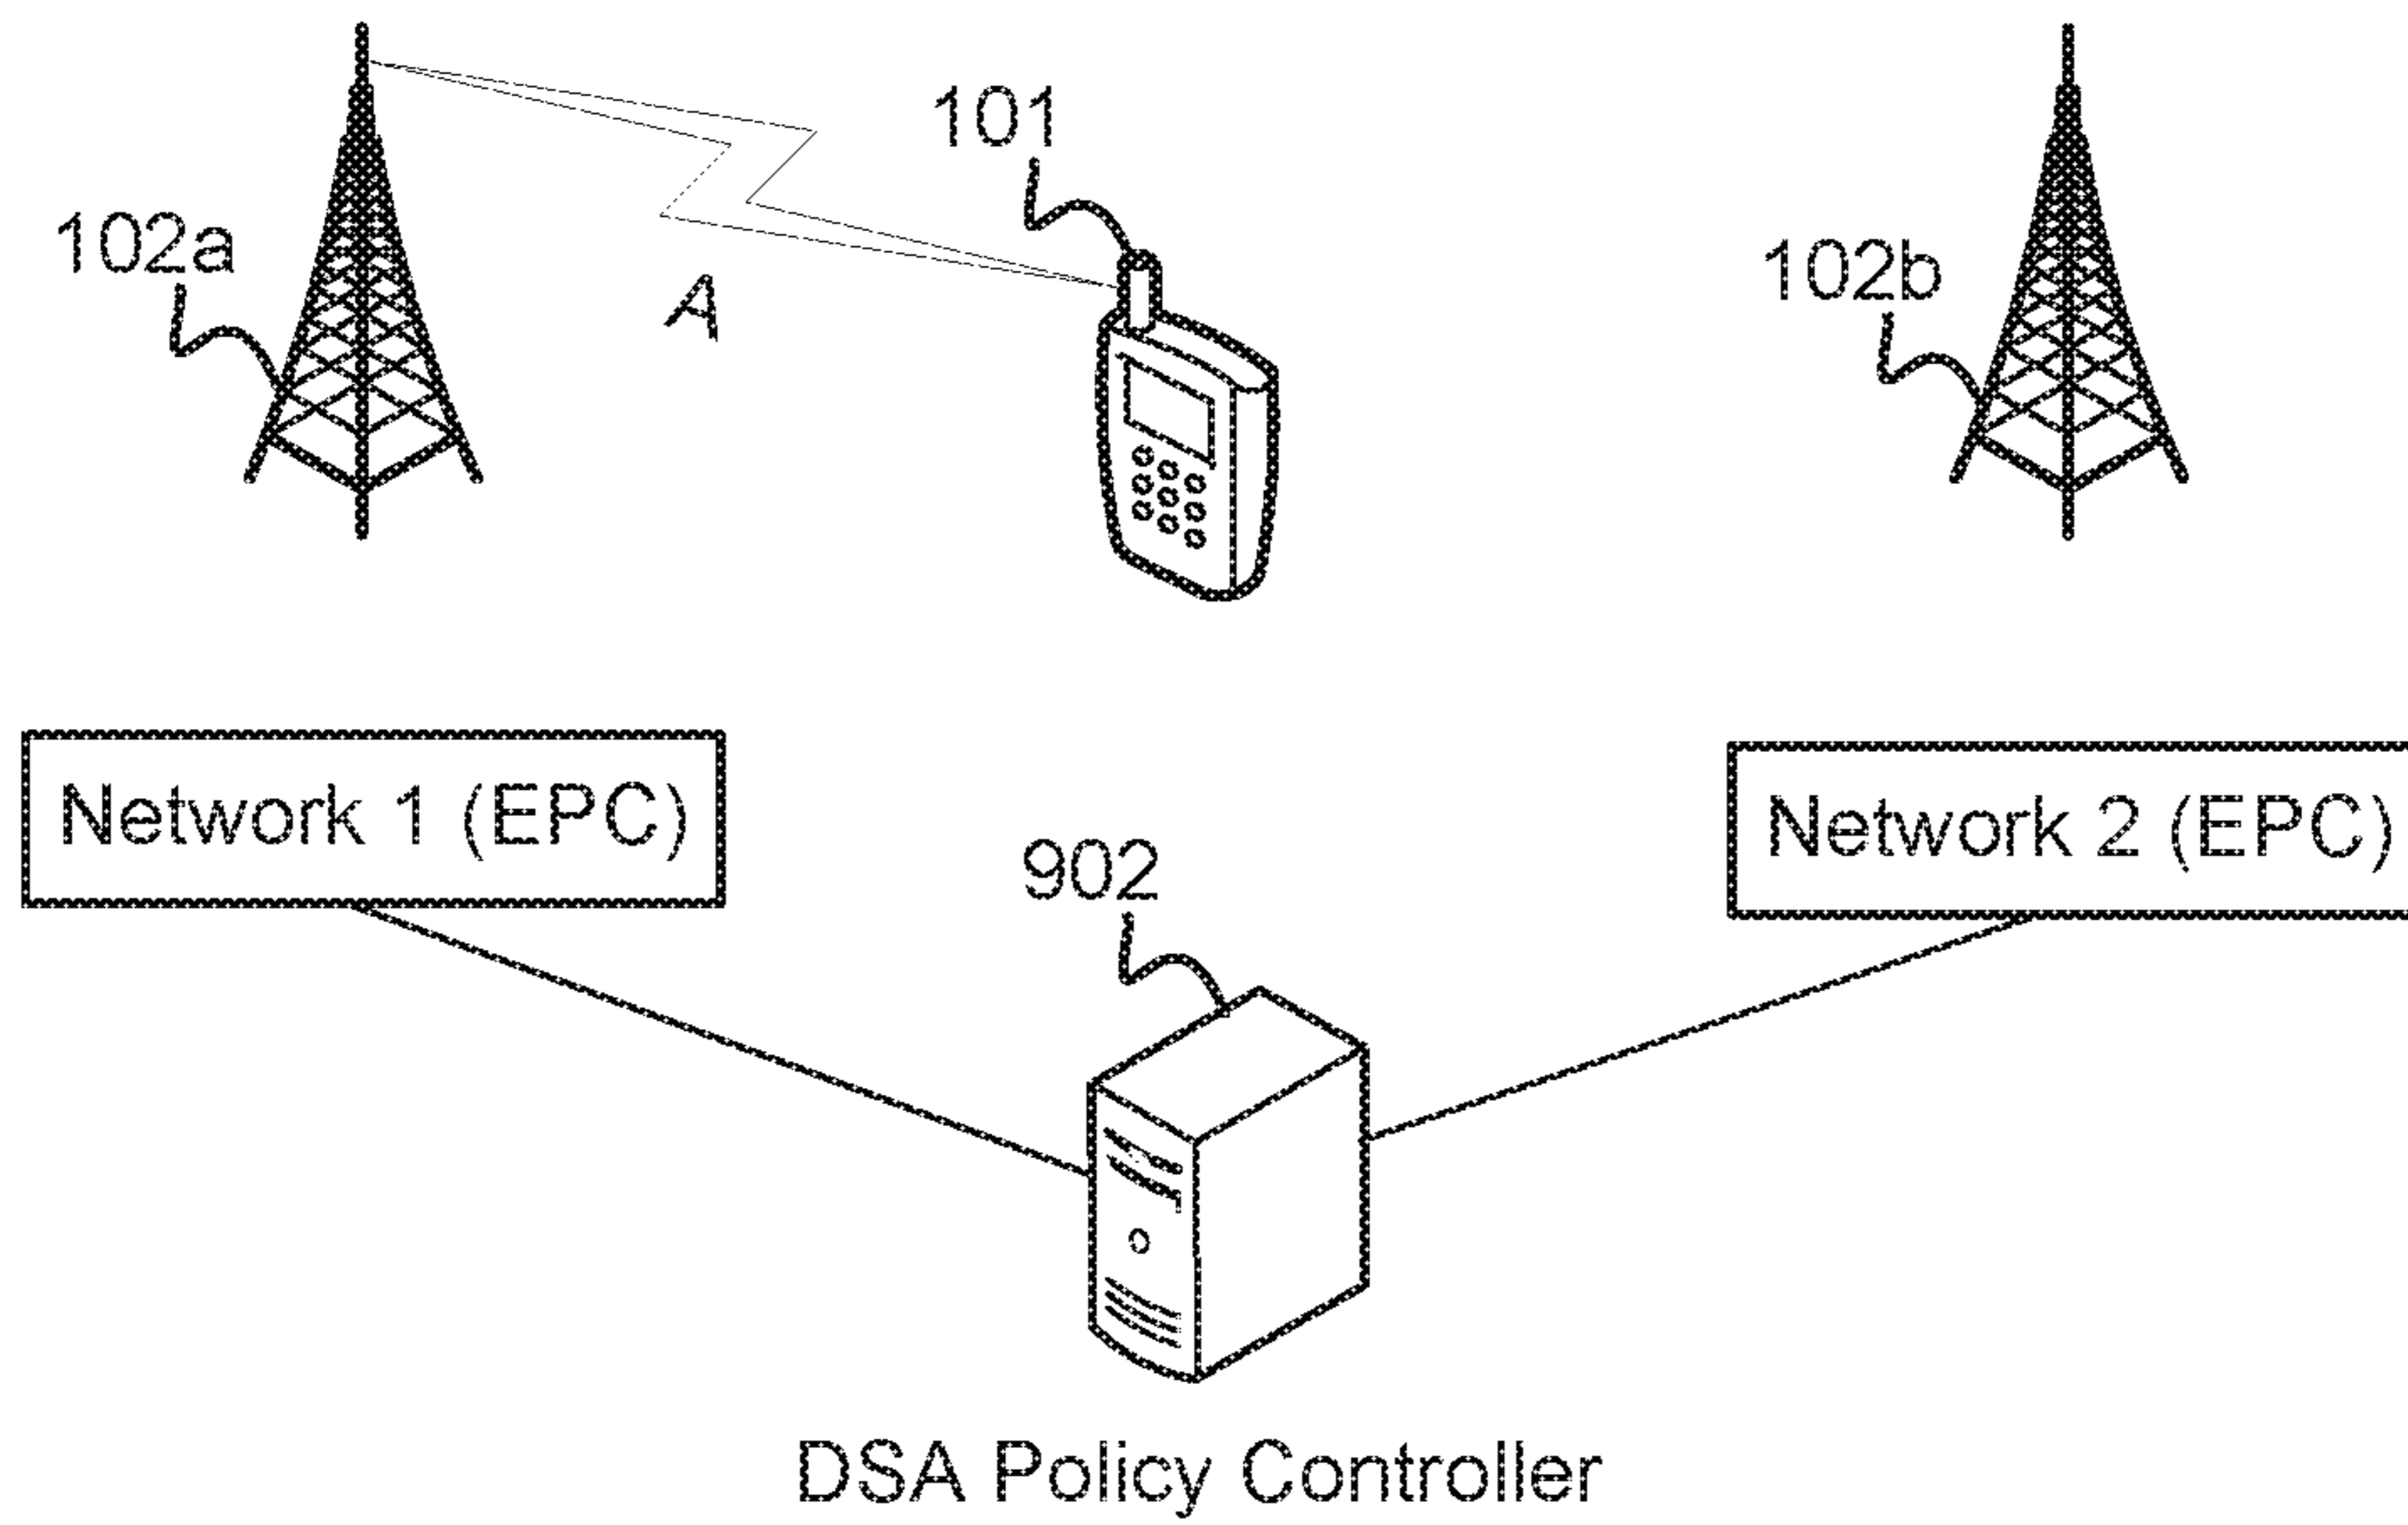 101
102a
102b
A
Network 1 (EPC)
Network 2 (EPC)
902
DSA Policy Controller